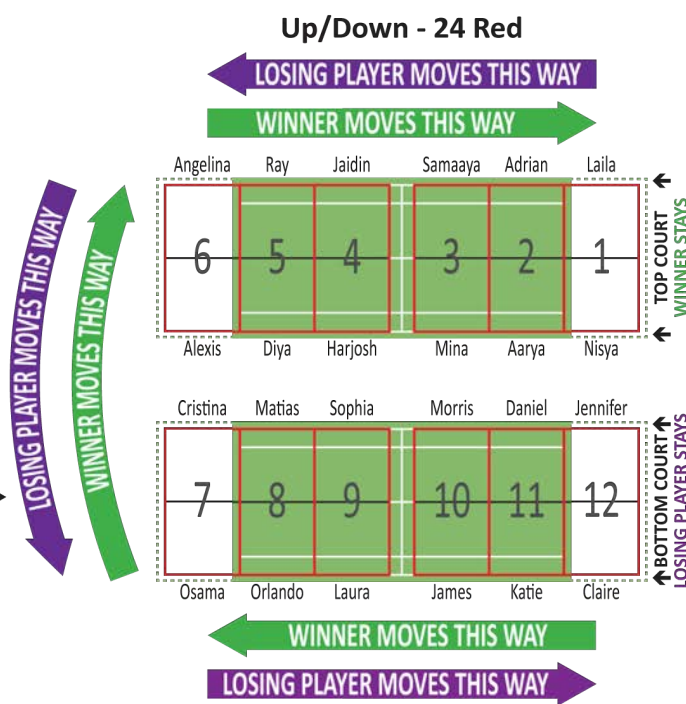 Up/Down - 24 Red
LOSING PLAYER MOVES THIS WAY
WINNER MOVES THIS WAY
Angelina Ray Jaidin Samaaya Adrian Laila
6 5 4 3 2 1
Alexis Diya Harjosh Mina Aarya Nisya
TOP COURT
WINNER STAYS
LOSING PLAYER MOVES THIS WAY
WINNER MOVES THIS WAY
Cristina Matias Sophia Morris Daniel Jennifer
7 8 9 10 11 12
Osama Orlando Laura James Katie Claire
BOTTOM COURT
LOSING PLAYER STAYS
WINNER MOVES THIS WAY
LOSING PLAYER MOVES THIS WAY